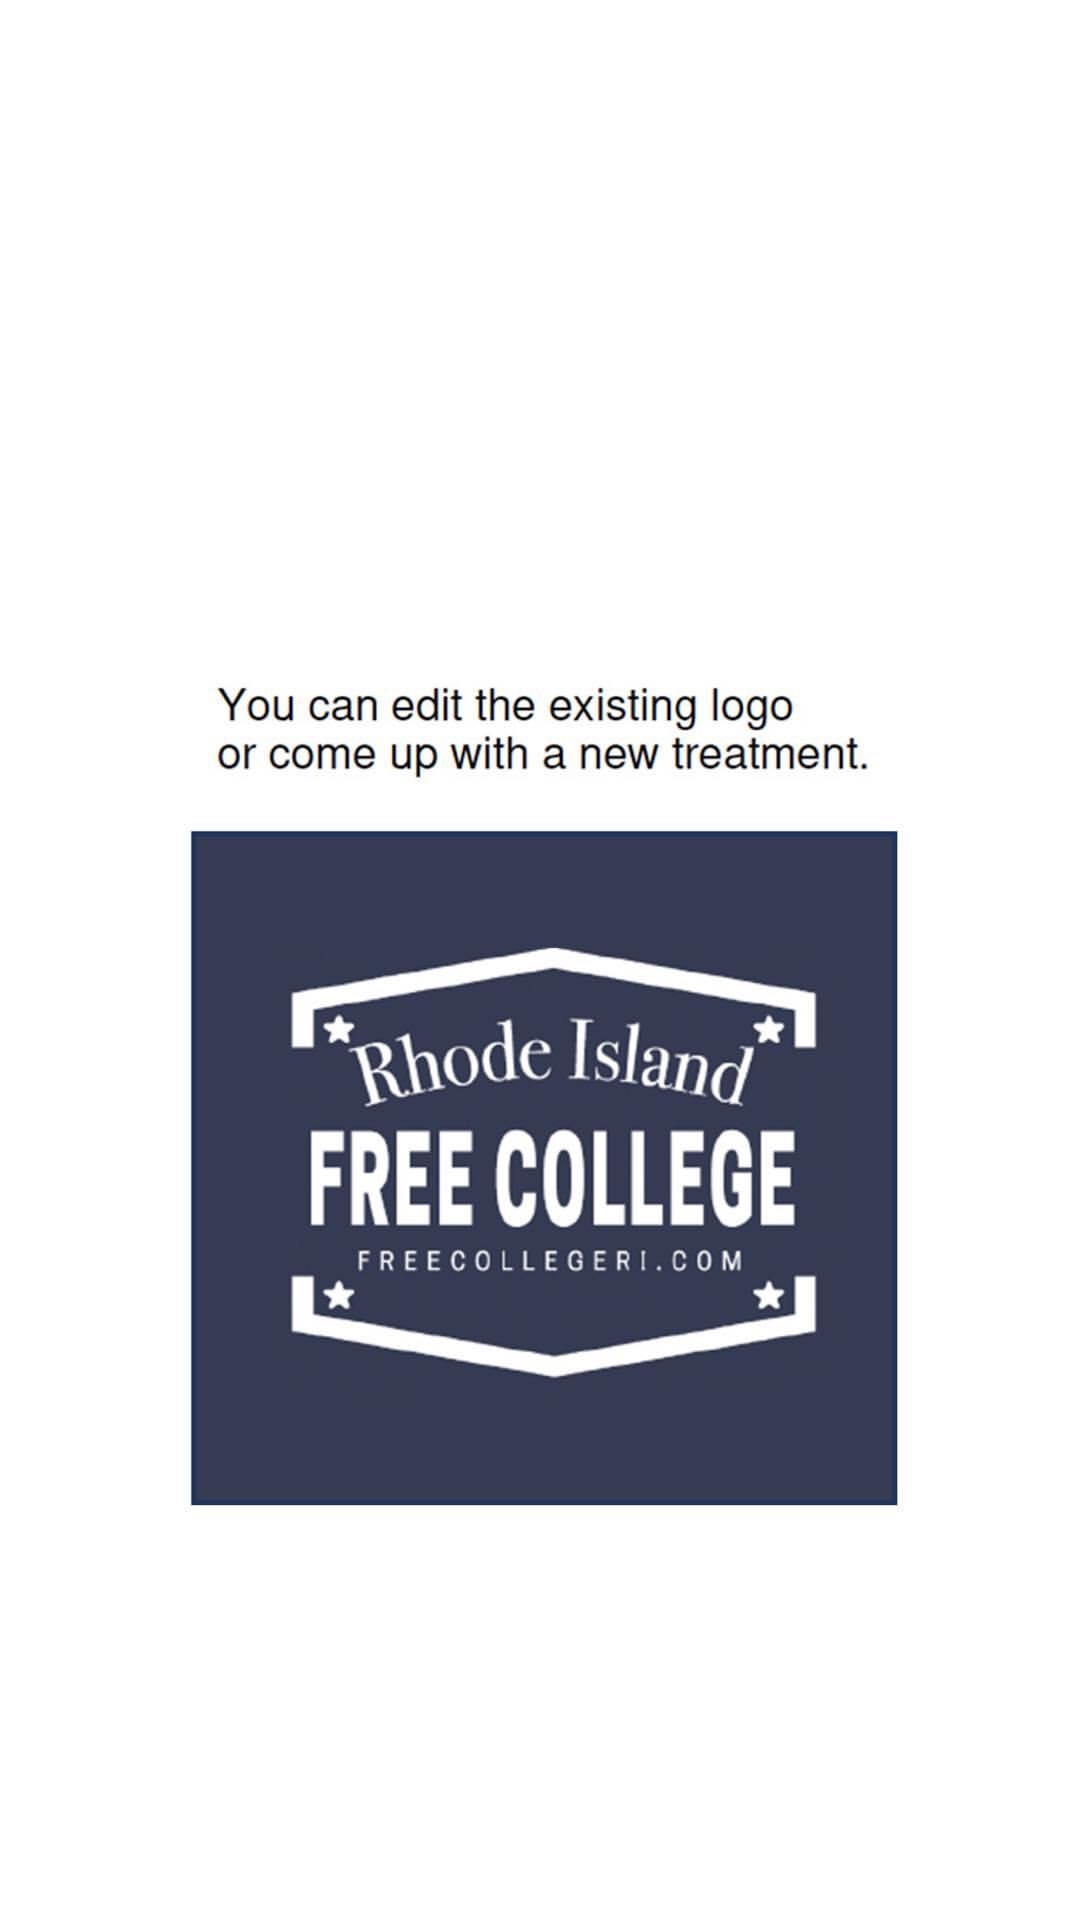 You can edit the existing logo
or come up with a new treatment.
Rhode Island
FREE COLLEGE
FREECOLLEGERI.COM